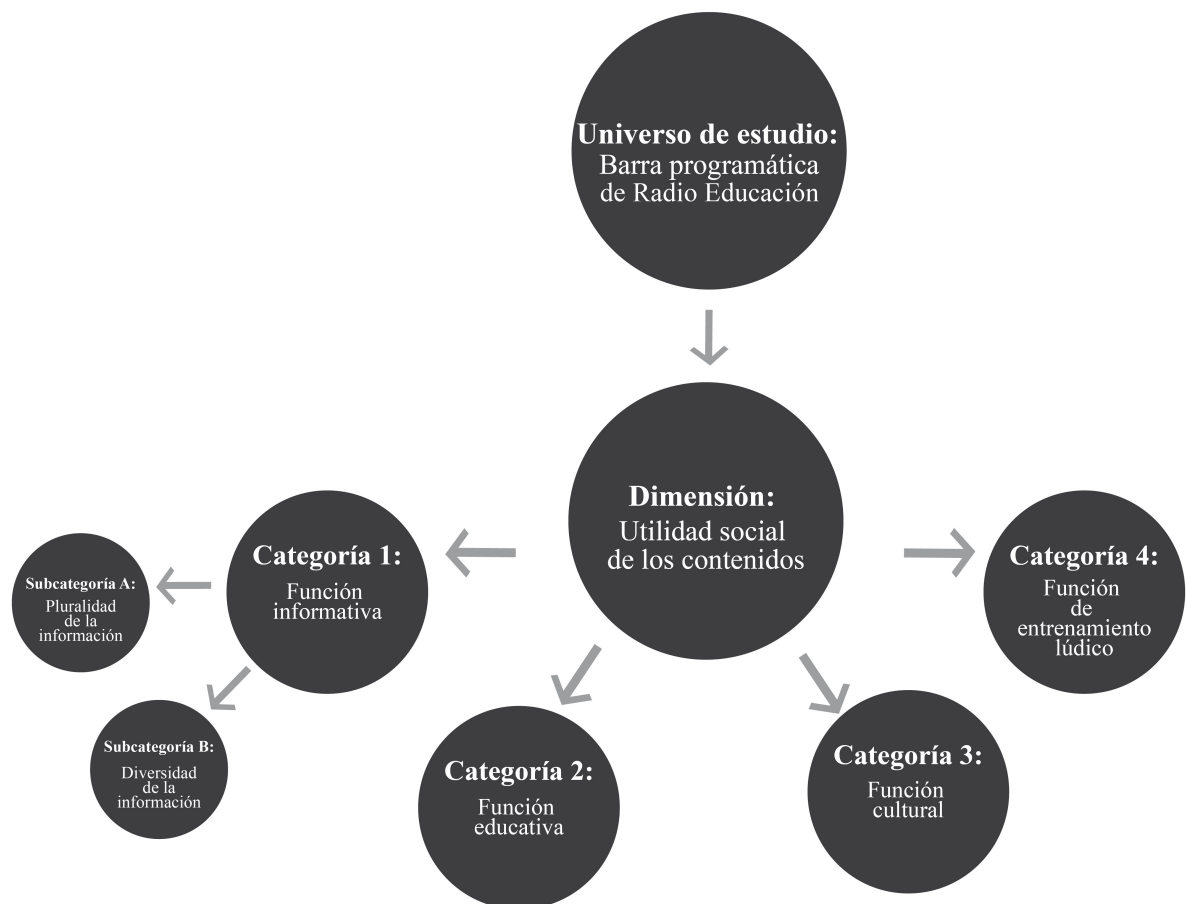 Universo de estudio:
Barra programática
de Radio Educación
Dimensión:
Utilidad social
de los contenidos
Categoría 1:
Función
informativa
Subcategoría A:
Pluralidad
de la
información
Subcategoría B:
Diversidad
de la
información
Categoría 2:
Función
educativa
Categoría 3:
Función
cultural
Categoría 4:
Función
de
entrenamiento
lúdico